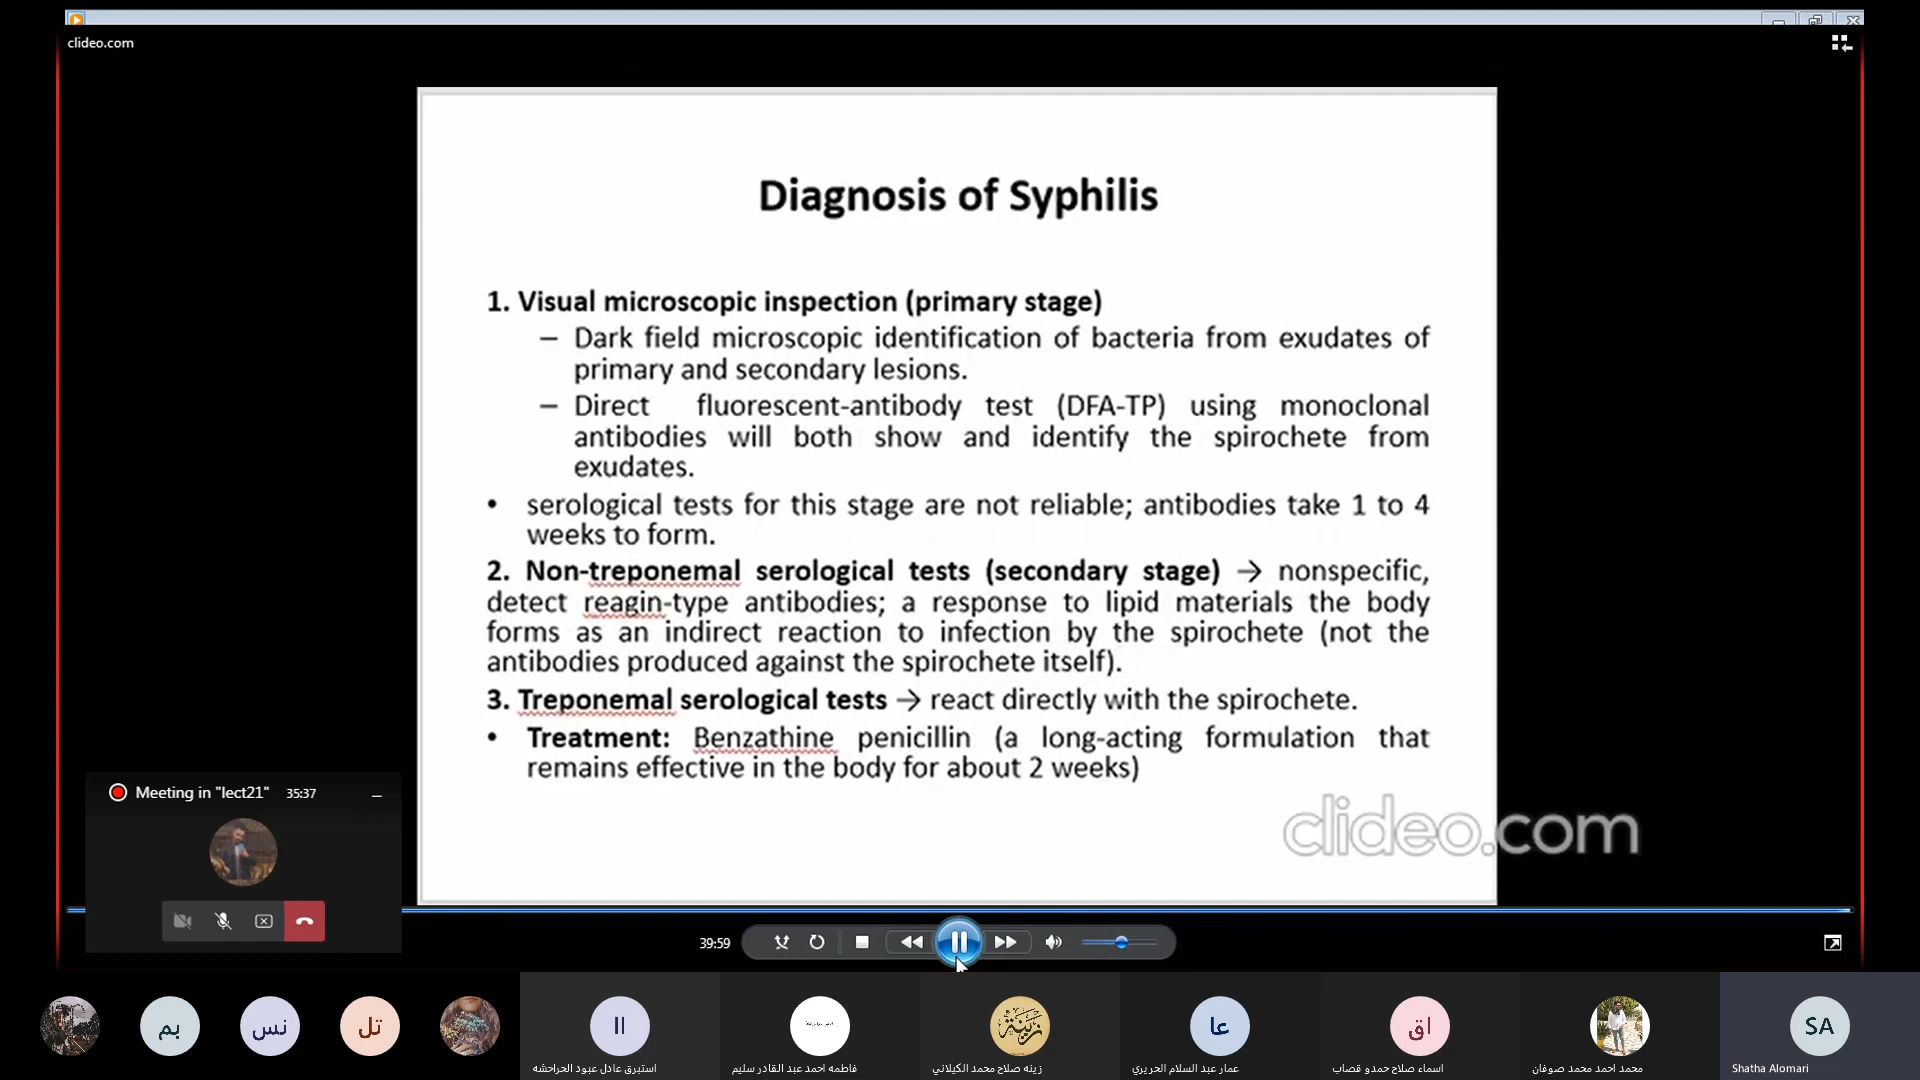 clideo.com
Diagnosis of Syphilis
1. Visual microscopic inspection (primary stage)
– Dark field microscopic identification of bacteria from exudates of
primary and secondary lesions.
– Direct fluorescent-antibody test (DFA-TP) using monoclonal
antibodies will both show and identify the spirochete from
exudates.
• serological tests for this stage are not reliable; antibodies take 1 to 4
weeks to form.
2. Non-treponemal serological tests (secondary stage) → nonspecific,
detect reagin-type antibodies; a response to lipid materials the body
forms as an indirect reaction to infection by the spirochete (not the
antibodies produced against the spirochete itself).
3. Treponemal serological tests → react directly with the spirochete.
• Treatment: Benzathine penicillin (a long-acting formulation that
remains effective in the body for about 2 weeks)
clideo.com
Meeting in "lect21" 35:37
39:59
بم
نس
تل
اا
زينة
عا
اق
SA
استبرق عادل عبود الحراحشه
فاطمه احمد عبد القادر سليم
زينه صلاح محمد الكيلاني
عمار عبد السلام الحريري
اسماء صلاح حمدو قصاب
محمد احمد محمد صوفان
Shatha Alomari